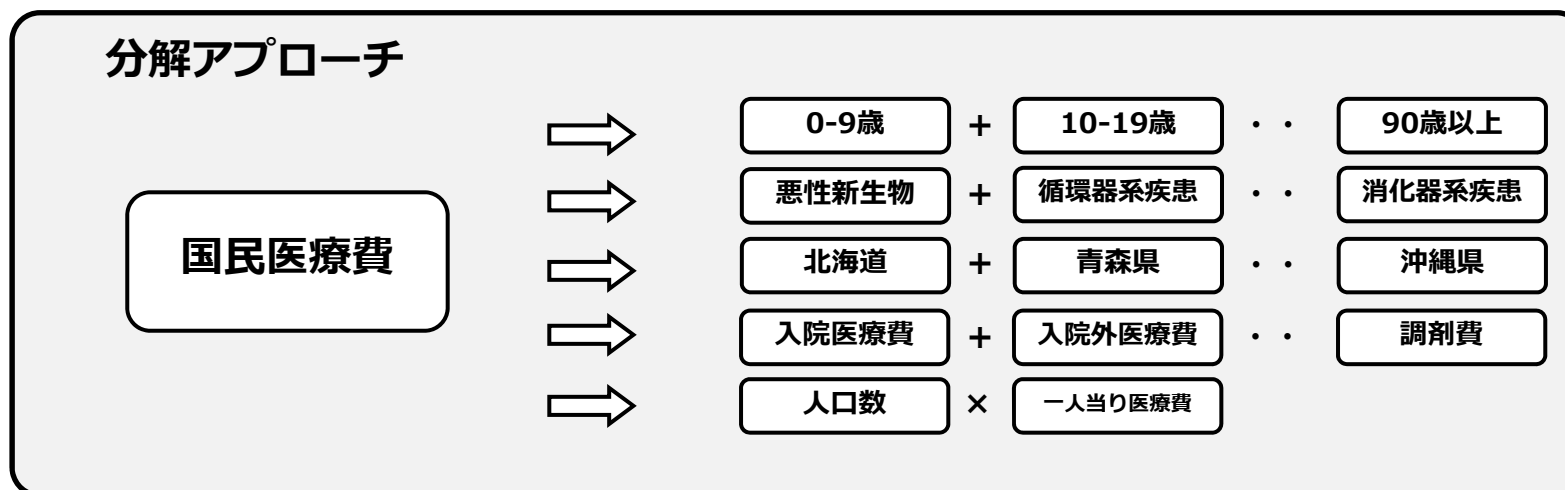 分解アプローチ
国民医療費
0-9歳 + 10-19歳 ・・ 90歳以上
悪性新生物 + 循環器系疾患 ・・ 消化器系疾患
北海道 + 青森県 ・・ 沖縄県
入院医療費 + 入院外医療費 ・・ 調剤費
人口数 × 一人当り医療費